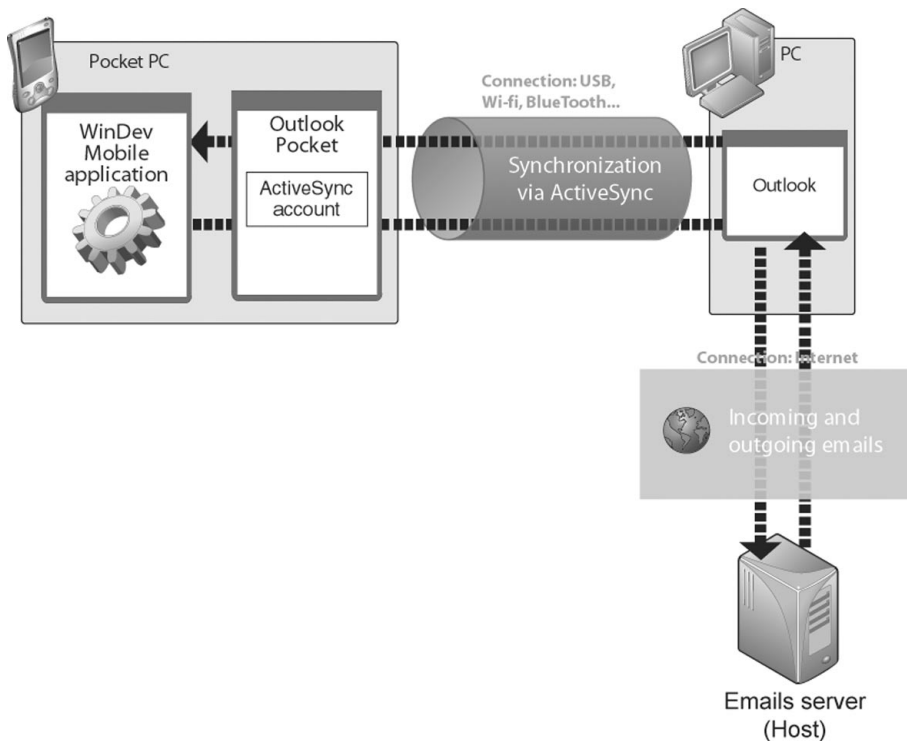 Pocket PC
WinDev
Mobile
application
Outlook
Pocket
ActiveSync
account
Connection: USB,
Wi-fi, BlueTooth...
Synchronization
via ActiveSync
PC
Outlook
Connection: Internet
Incoming and
outgoing emails
Emails server
(Host)